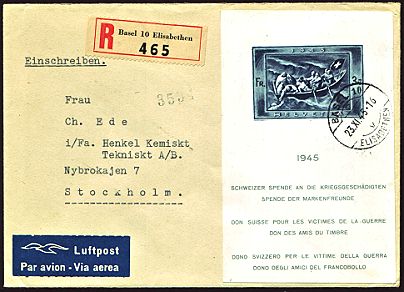 R Basel 10 Elisabethen
465
Einschreiben.
Frau
Ch. Ede
i/Fa. Henkel Kemiskt
Tekniskt A/B.
Nybrokajen 7
Stockholm.
Luftpost
Par avion - Via aerea
1945
FR. 3
10
HELVETIA
ELISABETHEN
1945
SCHWEIZER SPENDE AN DIE KRIEGSGESCHÄDIGTEN
SPENDE DER MARKENFREUNDE
DON SUISSE POUR LES VICTIMES DE LA GUERRE
DON DES AMIS DU TIMBRE
DONO SVIZZERO PER LE VITTIME DELLA GUERRA
DONO DEGLI AMICI DEL FRANCOBOLLO